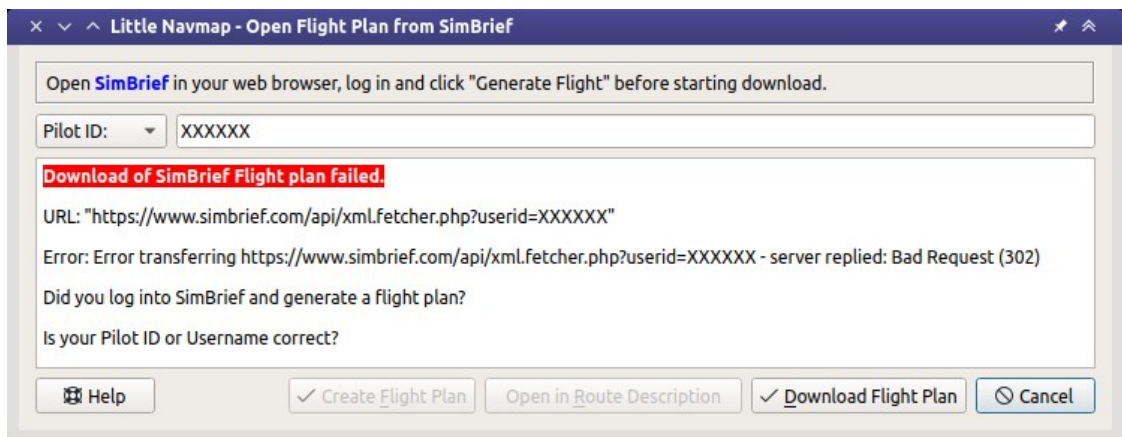 Little Navmap - Open Flight Plan from SimBrief
Open SimBrief in your web browser, log in and click "Generate Flight" before starting download.
Pilot ID: XXXXXX
Download of SimBrief Flight plan failed.
URL: "https://www.simbrief.com/api/xml.fetcher.php?userid=XXXXXX"
Error: Error transferring https://www.simbrief.com/api/xml.fetcher.php?userid=XXXXXX - server replied: Bad Request (302)
Did you log into SimBrief and generate a flight plan?
Is your Pilot ID or Username correct?
Help Create Flight Plan Open in Route Description Download Flight Plan Cancel